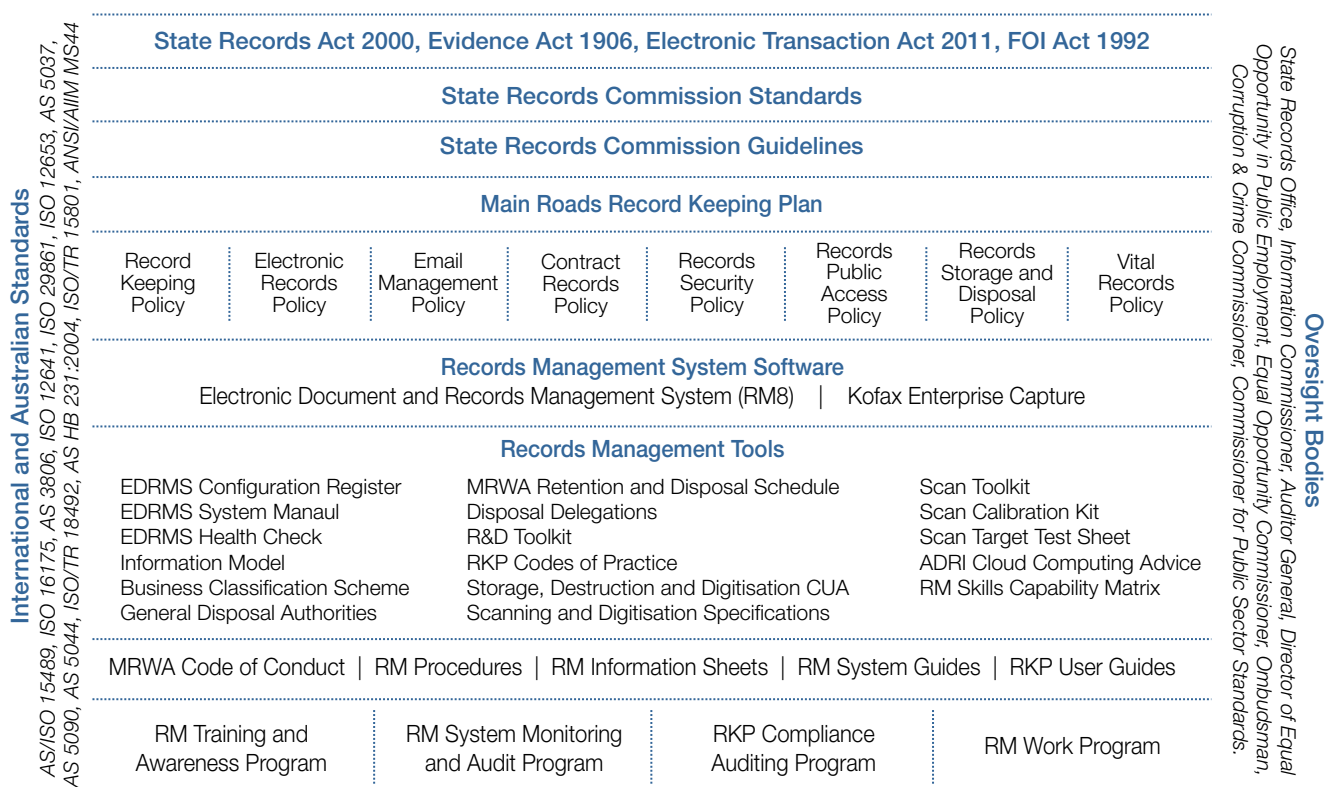 State Records Act 2000, Evidence Act 1906, Electronic Transaction Act 2011, FOI Act 1992
State Records Commission Standards
State Records Commission Guidelines
Main Roads Record Keeping Plan
Record
Keeping
Policy
Electronic
Records
Policy
Email
Management
Policy
Contract
Records
Policy
Records
Security
Policy
Records
Public
Access
Policy
Records
Storage and
Disposal
Policy
Vital
Records
Policy
Records Management System Software
Electronic Document and Records Management System (RM8) | Kofax Enterprise Capture
Records Management Tools
EDRMS Configuration Register
EDRMS System Manaul
EDRMS Health Check
Information Model
Business Classification Scheme
General Disposal Authorities
MRWA Retention and Disposal Schedule
Disposal Delegations
R&D Toolkit
RKP Codes of Practice
Storage, Destruction and Digitisation CUA
Scanning and Digitisation Specifications
Scan Toolkit
Scan Calibration Kit
Scan Target Test Sheet
ADRI Cloud Computing Advice
RM Skills Capability Matrix
MRWA Code of Conduct | RM Procedures | RM Information Sheets | RM System Guides | RKP User Guides
RM Training and
Awareness Program
RM System Monitoring
and Audit Program
RKP Compliance
Auditing Program
RM Work Program
International and Australian Standards
AS/ISO 15489, ISO 16175, AS 3806, ISO 12641, ISO 29861, ISO 12653, AS 5037,
AS 5090, AS 5044, ISO/TR 18492, AS HB 231:2004, ISO/TR 15801, ANSI/AIIM MS44
Oversight Bodies
State Records Office, Information Commissioner, Auditor General, Director of Equal
Opportunity in Public Employment, Equal Opportunity Commissioner, Ombudsman,
Corruption & Crime Commissioner, Commissioner for Public Sector Standards.